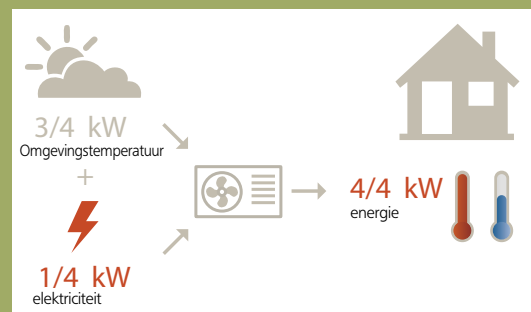 3/4 kW
Omgevingstemperatuur
+
1/4 kW
elektriciteit
4/4 kW
energie